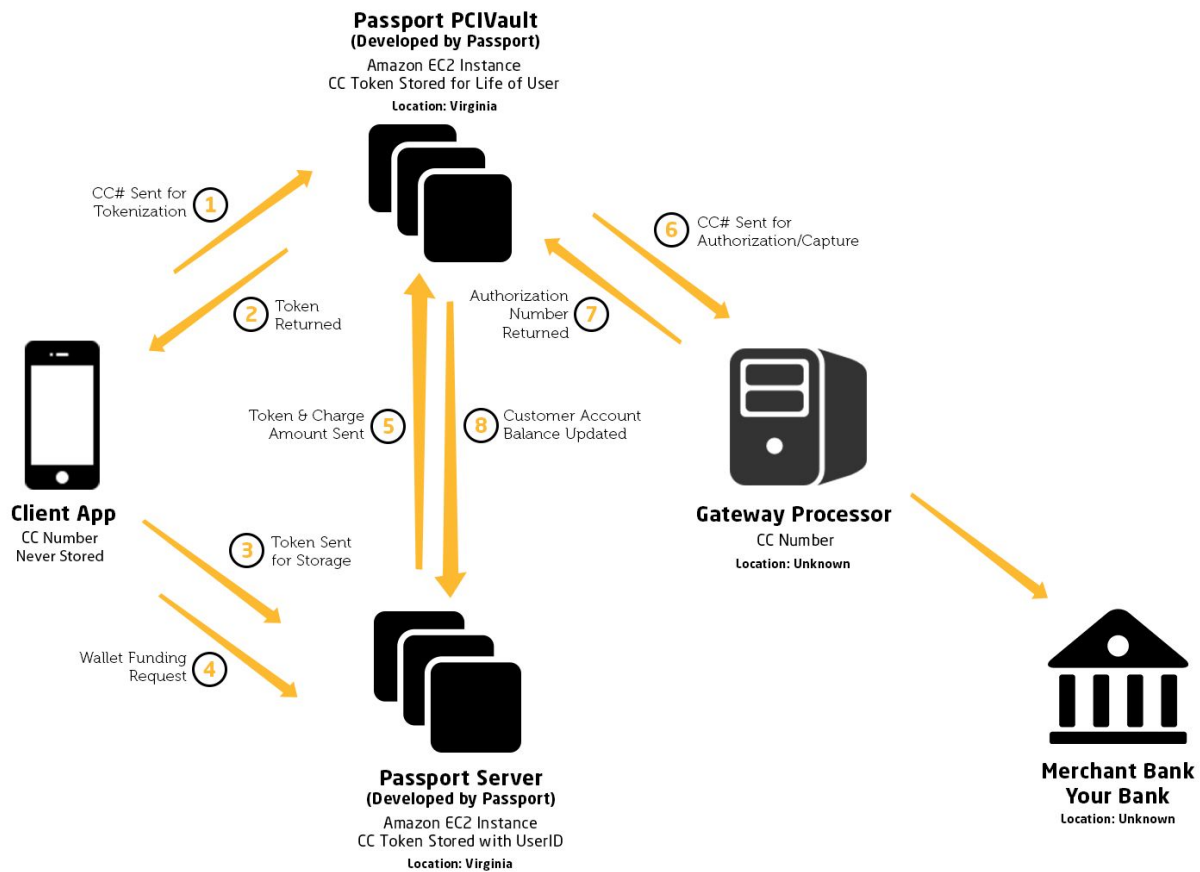 Passport PCIVault
(Developed by Passport)
Amazon EC2 Instance
CC Token Stored for Life of User
Location: Virginia
CC# Sent for
Tokenization
1
6
CC# Sent for
Authorization/Capture
2
Token
Returned
Authorization
Number
Returned
7
Token & Charge
Amount Sent
5
8
Customer Account
Balance Updated
Client App
CC Number
Never Stored
Gateway Processor
CC Number
Location: Unknown
3
Token Sent
for Storage
Wallet Funding
Request
4
Passport Server
(Developed by Passport)
Amazon EC2 Instance
CC Token Stored with UserID
Location: Virginia
Merchant Bank
Your Bank
Location: Unknown